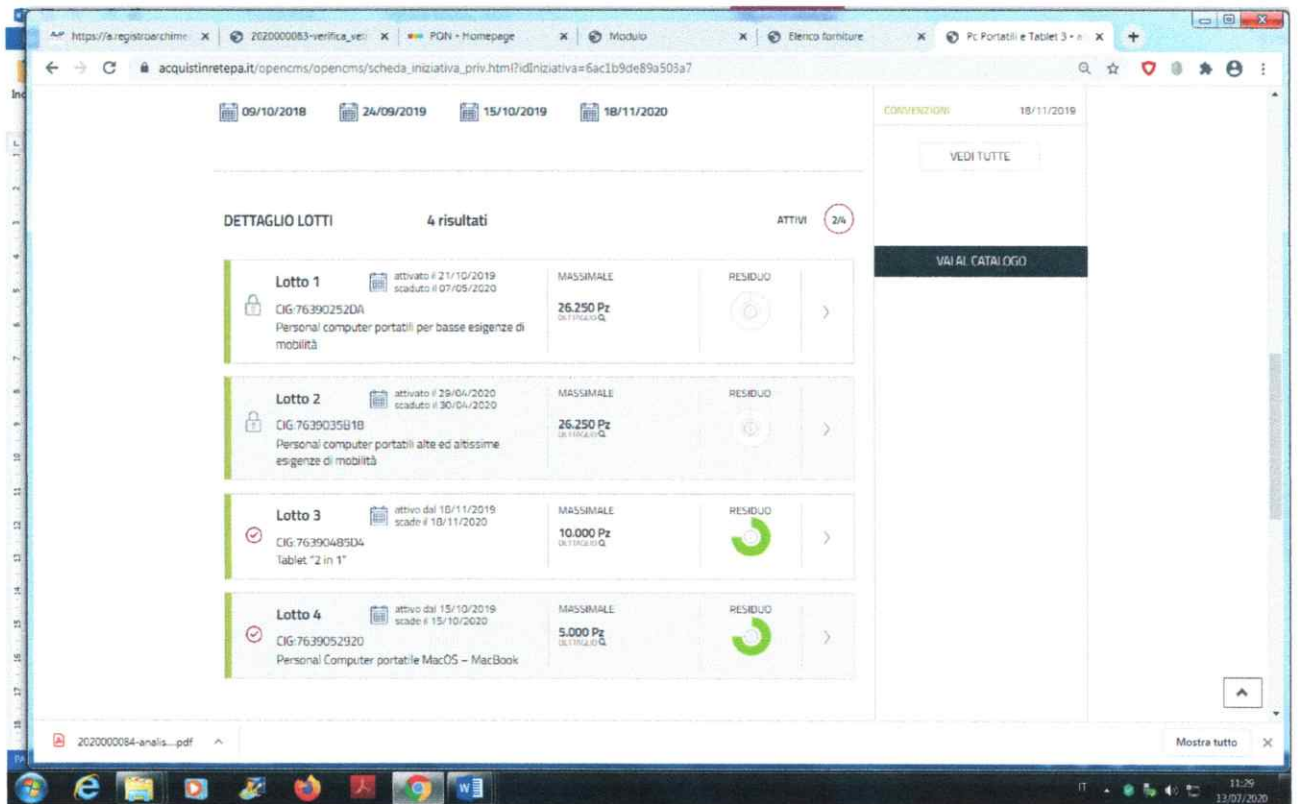 https://a.registroarchime
2020000083-verifica_vet
PON - Homepage
Modulo
Elenco forniture
Pc Portatili e Tablet 3 - a
acquistinretepa.it/opencms/opencms/scheda_iniziativa_priv.html?idIniziativa=6ac1b9de89a503a7
09/10/2018
24/09/2019
15/10/2019
18/11/2020
CONVENZIONI 18/11/2019
VEDI TUTTE
DETTAGLIO LOTTI
4 risultati
ATTIVI 2/4
VAI AL CATALOGO
Lotto 1
attivato il 21/10/2019
scaduto il 07/05/2020
MASSIMALE
RESIDUO
CIG:76390252DA
26.250 Pz
DETTAGLIO
Personal computer portatili per basse esigenze di
mobilità
Lotto 2
attivato il 29/04/2020
scaduto il 30/04/2020
MASSIMALE
RESIDUO
CIG:7639035B18
26.250 Pz
DETTAGLIO
Personal computer portatili alte ed altissime
esigenze di mobilità
Lotto 3
attivo dal 18/11/2019
scade il 18/11/2020
MASSIMALE
RESIDUO
CIG:76390485D4
10.000 Pz
DETTAGLIO
Tablet "2 in 1"
Lotto 4
attivo dal 15/10/2019
scade il 15/10/2020
MASSIMALE
RESIDUO
CIG:7639052920
5.000 Pz
DETTAGLIO
Personal Computer portatile MacOS – MacBook
2020000084-analis....pdf
Mostra tutto
IT
11:29
13/07/2020